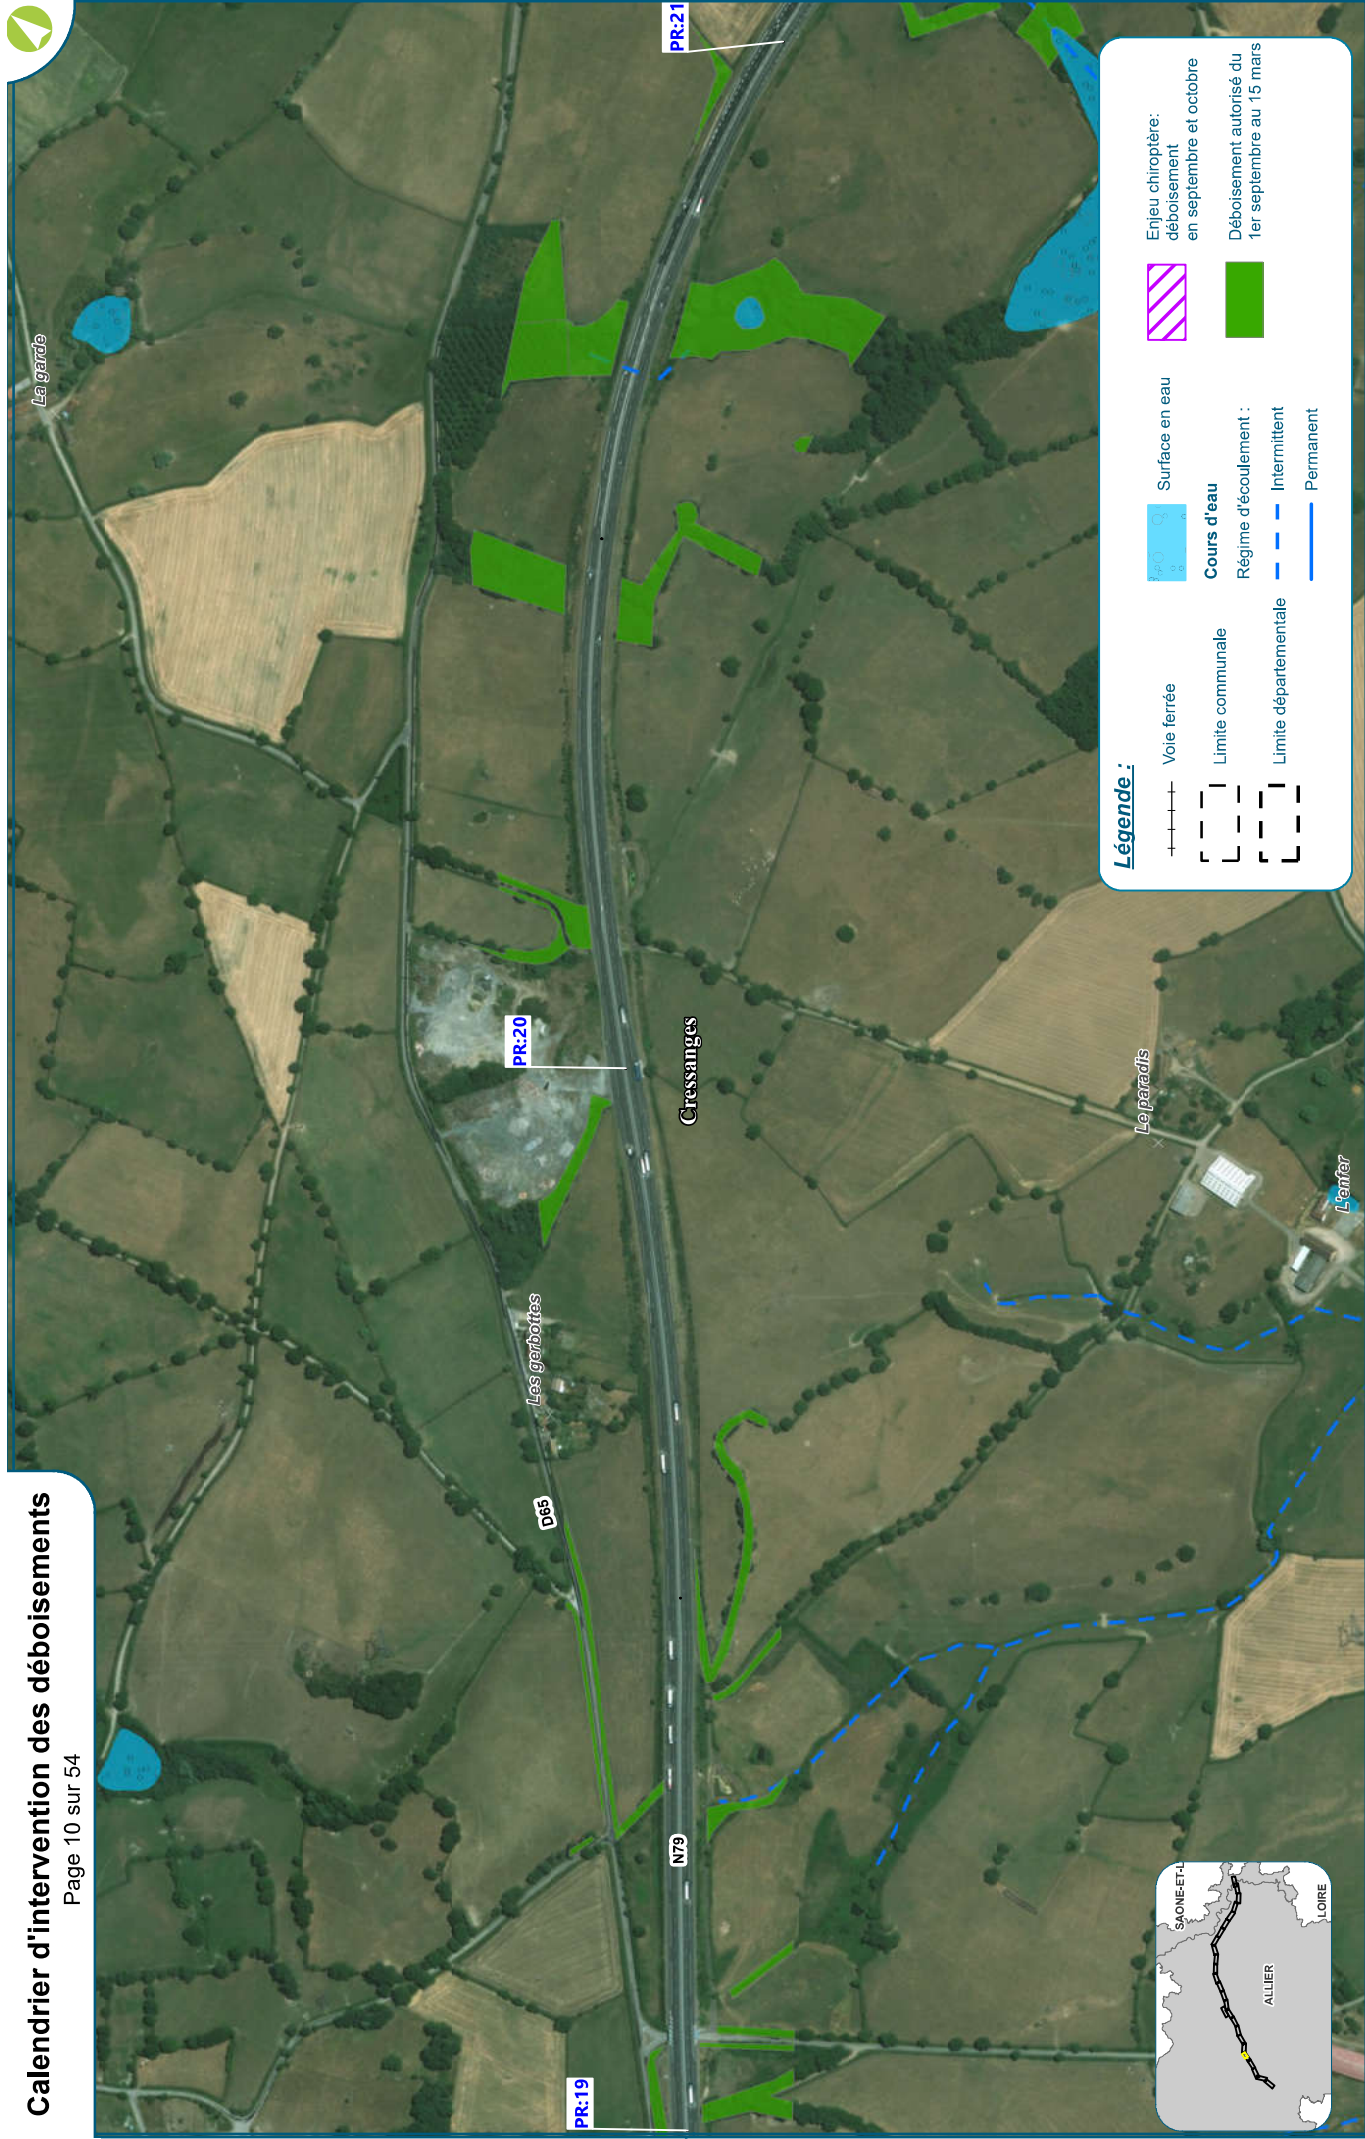 Calendrier d'intervention des déboisements
Page 10 sur 54
La garde
PR:21
PR:20
PR:19
Cressanges
Les gerbottes
D65
N79
Le paradis
L'enfer
Légende :
Voie ferrée
Limite communale
Limite départementale
Surface en eau
Cours d'eau
Régime d'écoulement :
Intermittent
Permanent
Enjeu chiroptère:
déboisement
en septembre et octobre
Déboisement autorisé du
1er septembre au 15 mars
SAONE-ET-L
ALLIER
LOIRE